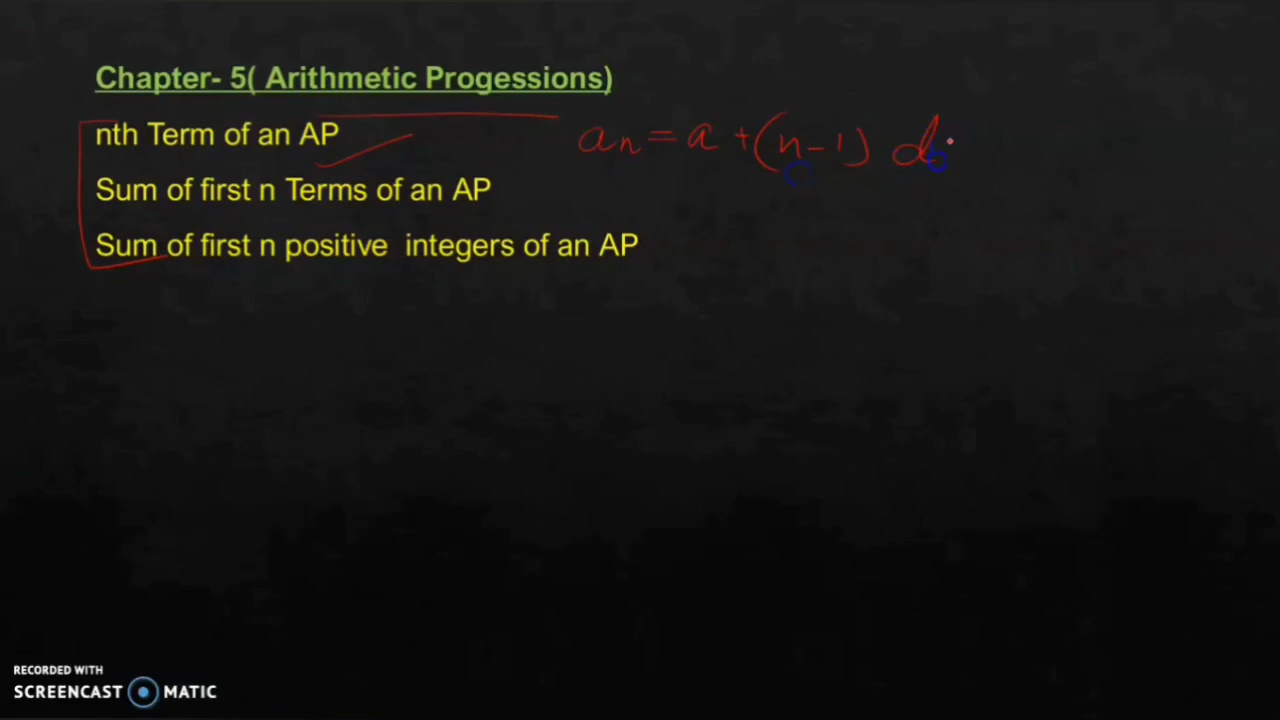 Chapter- 5( Arithmetic Progessions)
nth Term of an AP
an = a + (n-1) d
Sum of first n Terms of an AP
Sum of first n positive integers of an AP
RECORDED WITH
SCREENCAST MATIC